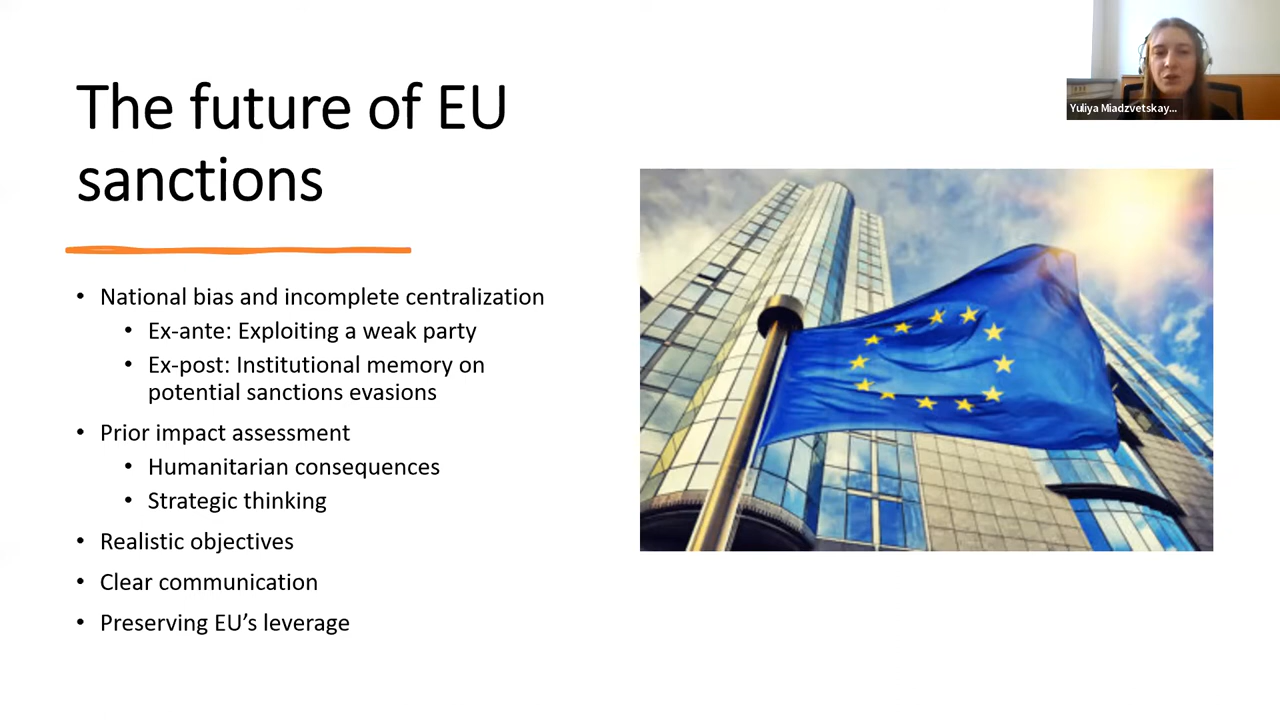 The future of EU
sanctions
Yuliya Miadzvetskay...
• National bias and incomplete centralization
• Ex-ante: Exploiting a weak party
• Ex-post: Institutional memory on
potential sanctions evasions
• Prior impact assessment
• Humanitarian consequences
• Strategic thinking
• Realistic objectives
• Clear communication
• Preserving EU’s leverage